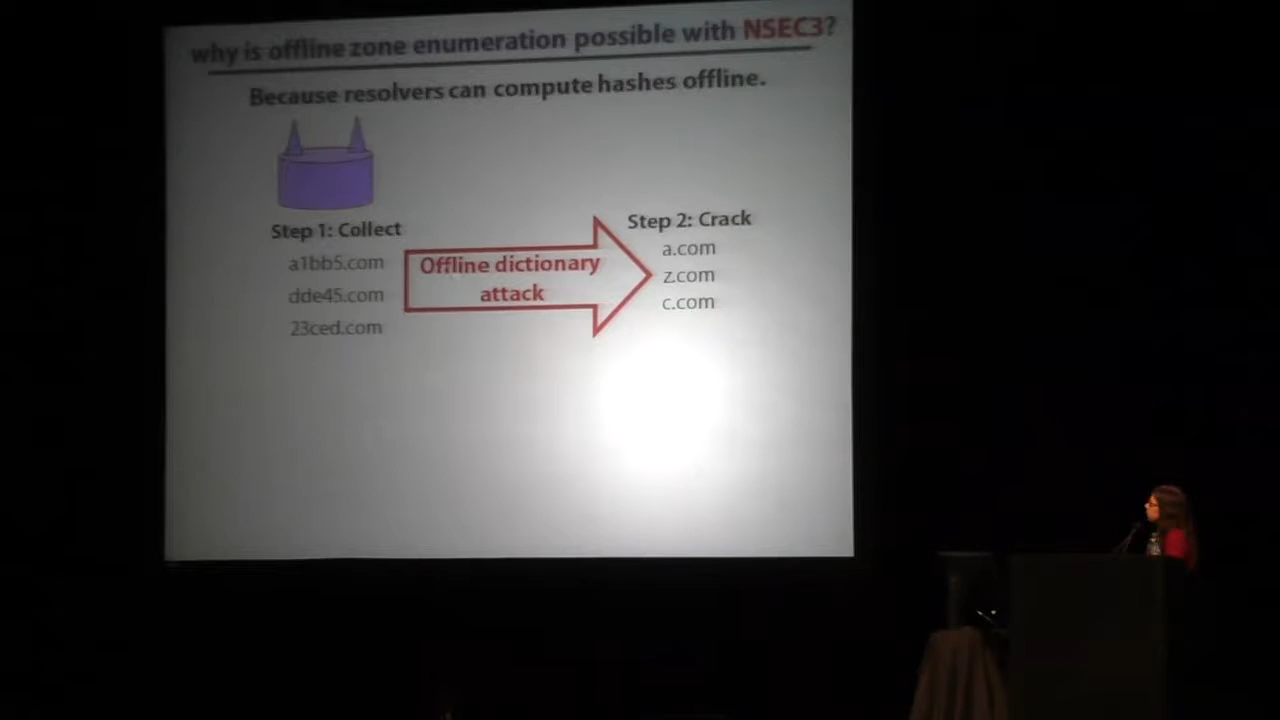 why is offline zone enumeration possible with NSEC3?
Because resolvers can compute hashes offline.
Step 1: Collect
a1bb5.com
dde45.com
23ced.com
Offline dictionary
attack
Step 2: Crack
a.com
z.com
c.com